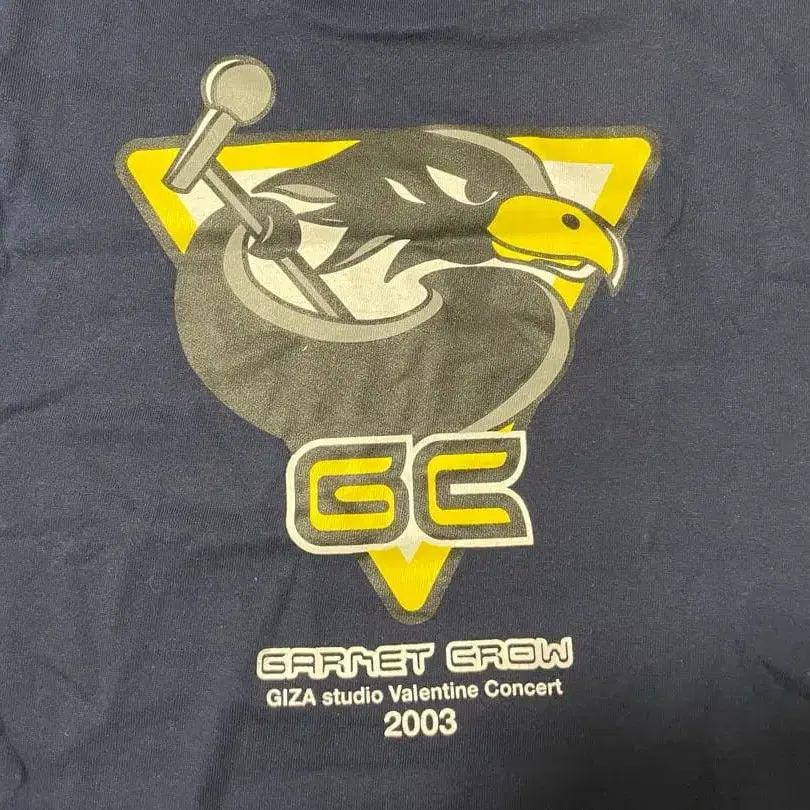 GC
GARNET CROW
GIZA studio Valentine Concert
2003